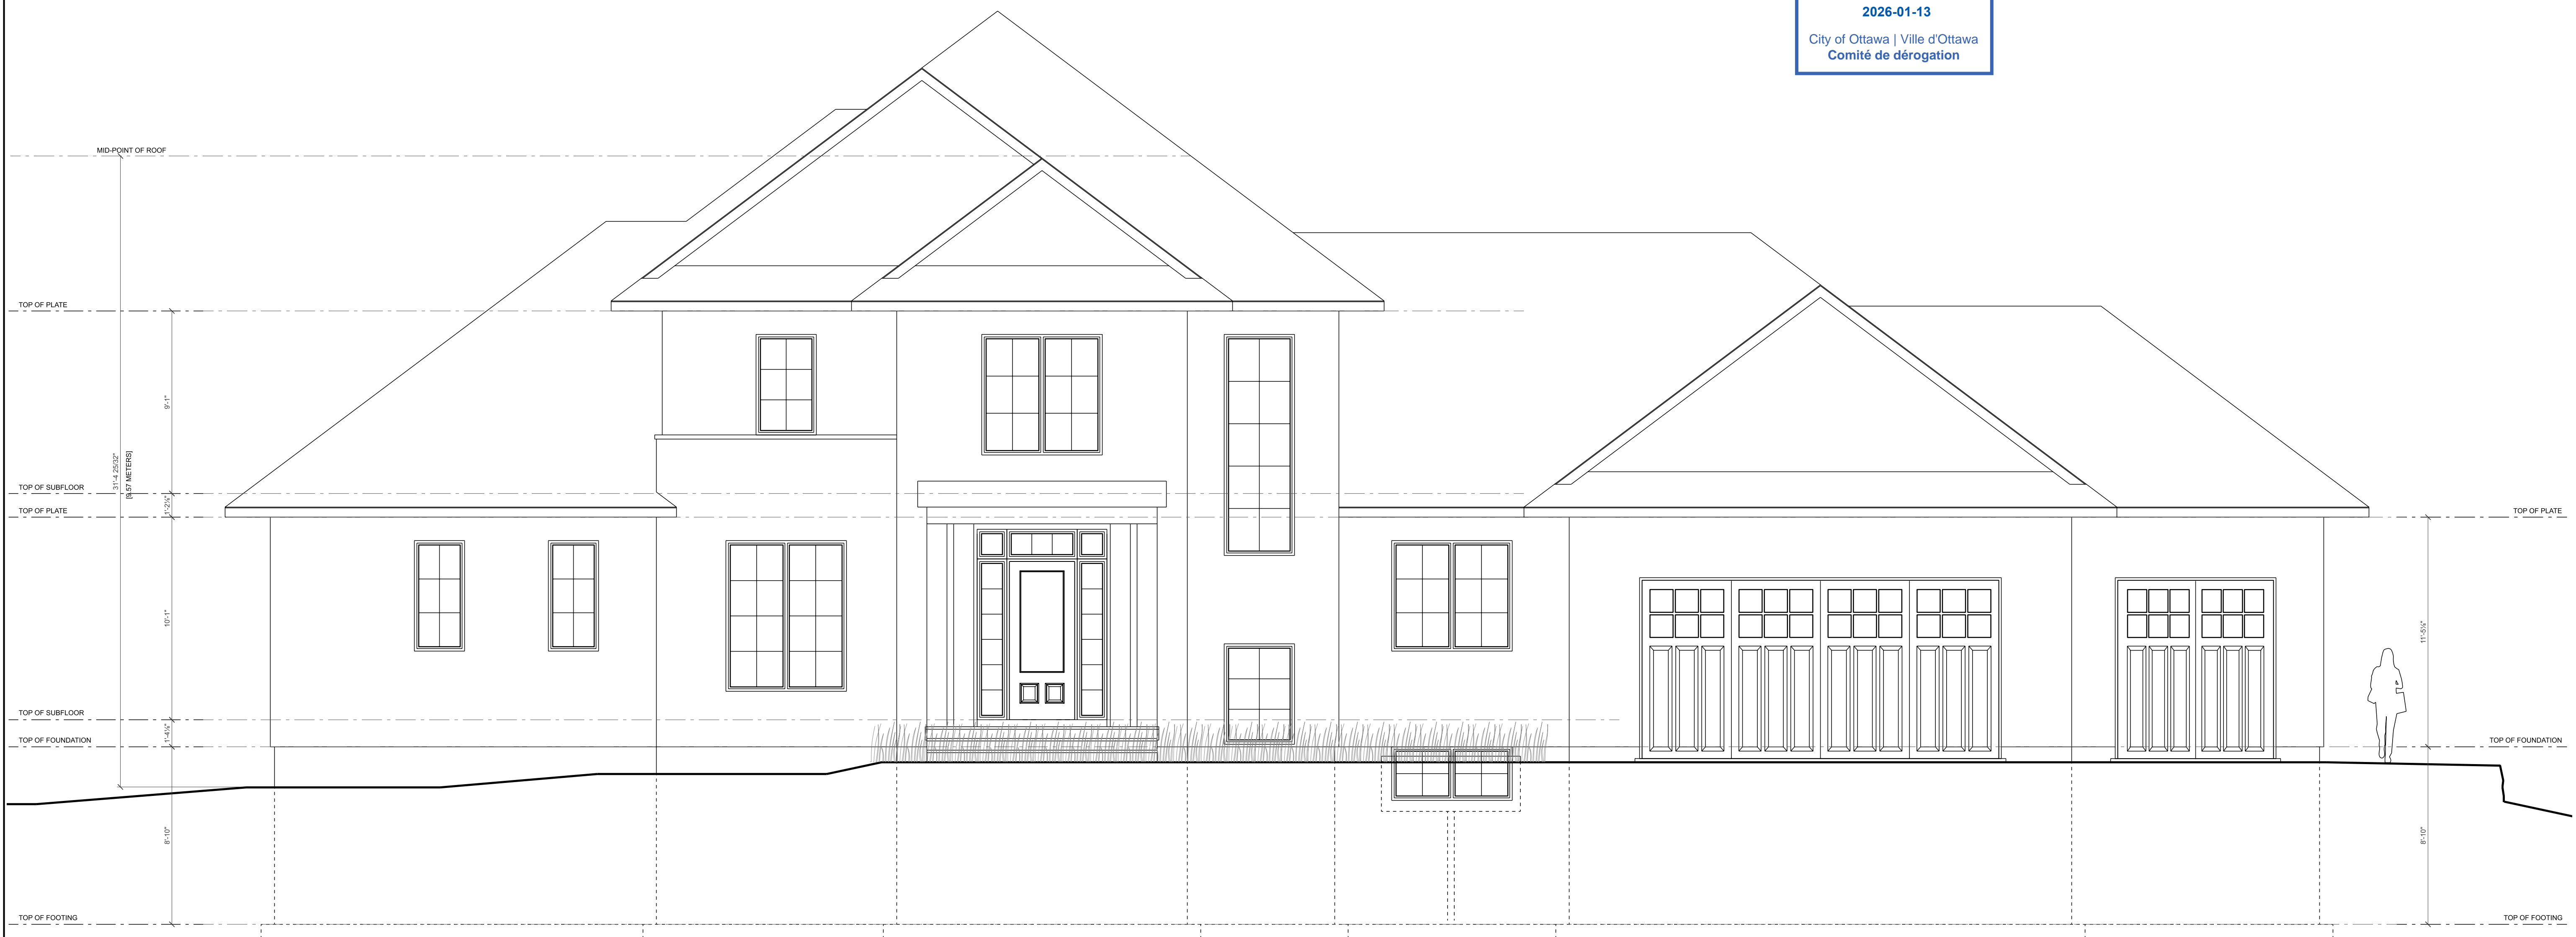 2026-01-13
City of Ottawa | Ville d'Ottawa
Comité de dérogation
MID-POINT OF ROOF
TOP OF PLATE
9'-1"
31'-4 25/32"
[9.57 METERS]
TOP OF SUBFLOOR
1'-2⅛"
TOP OF PLATE
TOP OF PLATE
10'-1"
11'-5⅛"
TOP OF SUBFLOOR
1'-4⅛"
TOP OF FOUNDATION
TOP OF FOUNDATION
8'-10"
8'-10"
TOP OF FOOTING
TOP OF FOOTING